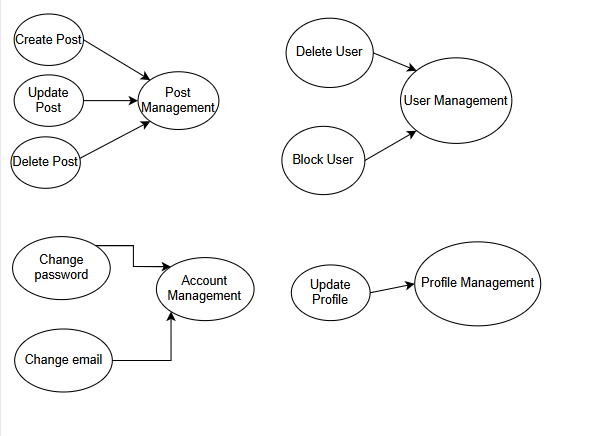 Create Post
Update
Post
Delete Post
Post
Management
Delete User
Block User
User Management
Change
password
Change email
Account
Management
Update
Profile
Profile Management